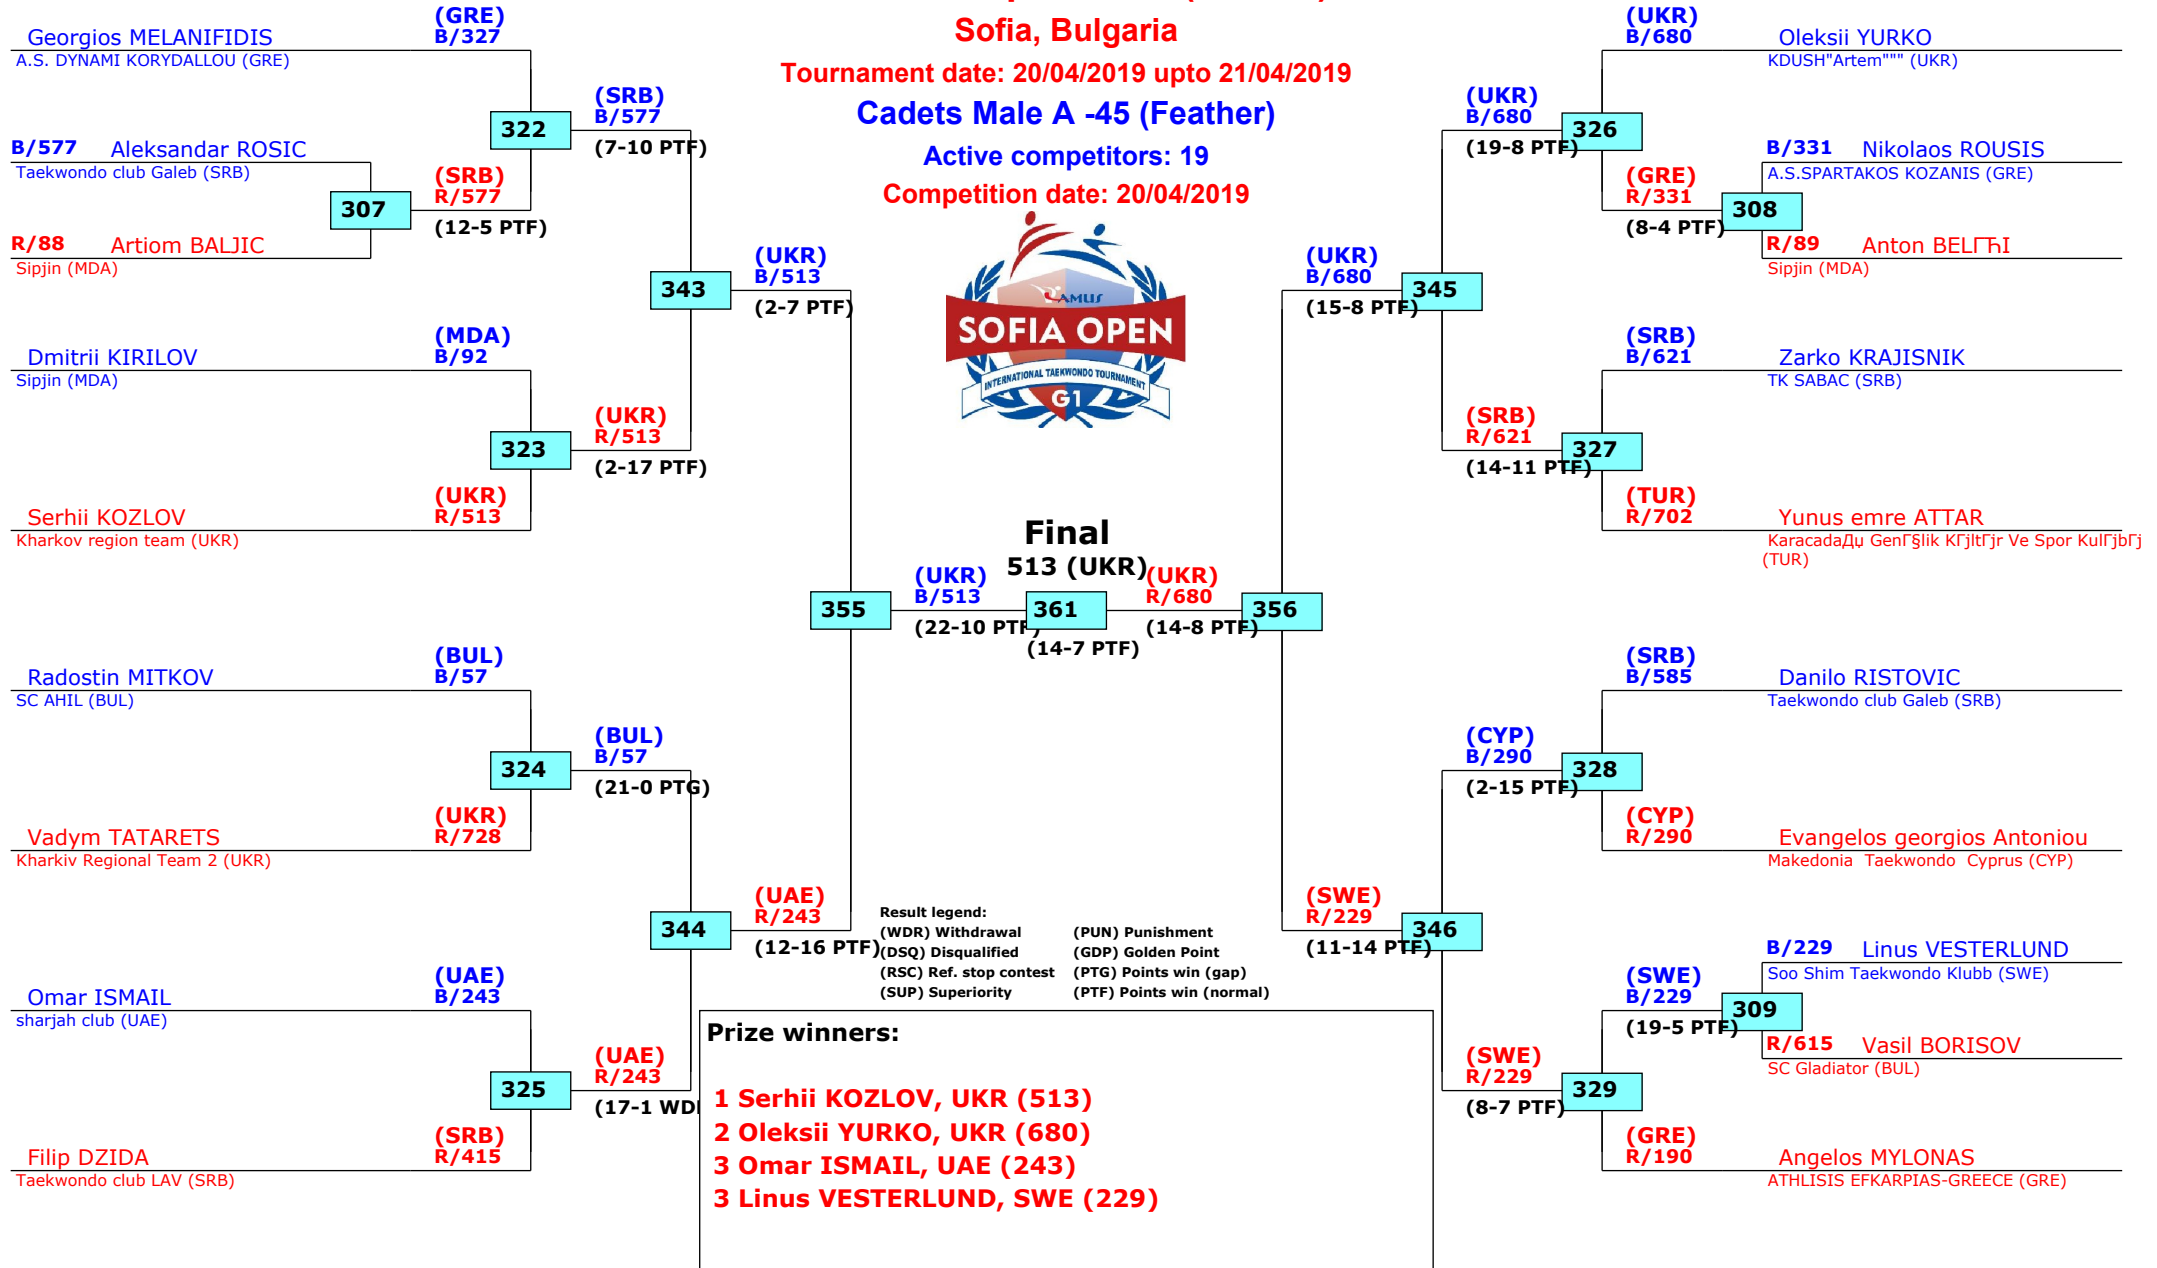 Sofia, Bulgaria
Tournament date: 20/04/2019 upto 21/04/2019
Cadets Male A -45 (Feather)
Active competitors: 19
Competition date: 20/04/2019
AMUS
SOFIA OPEN
INTERNATIONAL TAEKWONDO TOURNAMENT
G1
(GRE)
Georgios MELANIFIDIS B/327
A.S. DYNAMI KORYDALLOU (GRE)
322
(SRB)
B/577
(7-10 PTF)
B/577 Aleksandar ROSIC
Taekwondo club Galeb (SRB)
307
(SRB)
R/577
(12-5 PTF)
R/88 Artiom BALJIC
Sipjin (MDA)
343
(UKR)
B/513
(2-7 PTF)
(MDA)
Dmitrii KIRILOV B/92
Sipjin (MDA)
323
(UKR)
R/513
(2-17 PTF)
(UKR)
Serhii KOZLOV R/513
Kharkov region team (UKR)
355
(UKR)
B/513
(22-10 PTF)
(BUL)
Radostin MITKOV B/57
SC AHIL (BUL)
324
(BUL)
B/57
(21-0 PTG)
(UKR)
Vadym TATARETS R/728
Kharkiv Regional Team 2 (UKR)
344
(UAE)
R/243
(12-16 PTF)
(UAE)
Omar ISMAIL B/243
sharjah club (UAE)
325
(UAE)
R/243
(17-1 WD
(SRB)
Filip DZIDA R/415
Taekwondo club LAV (SRB)
Final
513 (UKR)
361
(14-7 PTF)
(UKR)
R/680
(14-8 PTF)
356
(UKR)
B/680
(15-8 PTF)
345
(UKR)
B/680
(19-8 PTF)
326
(UKR)
B/680 Oleksii YURKO
KDUSH"Artem""" (UKR)
B/331 Nikolaos ROUSIS
A.S.SPARTAKOS KOZANIS (GRE)
(GRE)
R/331
(8-4 PTF)
308
R/89 Anton BELГЋI
Sipjin (MDA)
(SRB)
B/621 Zarko KRAJISNIK
TK SABAC (SRB)
(SRB)
R/621
(14-11 PTF)
327
(TUR)
R/702 Yunus emre ATTAR
KaracadaДџ GenГ§lik KГјltГјr Ve Spor KulГјbГј
(TUR)
(SRB)
B/585 Danilo RISTOVIC
Taekwondo club Galeb (SRB)
(CYP)
B/290
(2-15 PTF)
328
(CYP)
R/290 Evangelos georgios Antoniou
Makedonia Taekwondo Cyprus (CYP)
(SWE)
R/229
(11-14 PTF)
346
B/229 Linus VESTERLUND
Soo Shim Taekwondo Klubb (SWE)
(SWE)
B/229
(19-5 PTF)
309
R/615 Vasil BORISOV
SC Gladiator (BUL)
(SWE)
R/229
(8-7 PTF)
329
(GRE)
R/190 Angelos MYLONAS
ATHLISIS EFKARPIAS-GREECE (GRE)
Result legend:
(WDR) Withdrawal (PUN) Punishment
(DSQ) Disqualified (GDP) Golden Point
(RSC) Ref. stop contest (PTG) Points win (gap)
(SUP) Superiority (PTF) Points win (normal)
Prize winners:
1 Serhii KOZLOV, UKR (513)
2 Oleksii YURKO, UKR (680)
3 Omar ISMAIL, UAE (243)
3 Linus VESTERLUND, SWE (229)